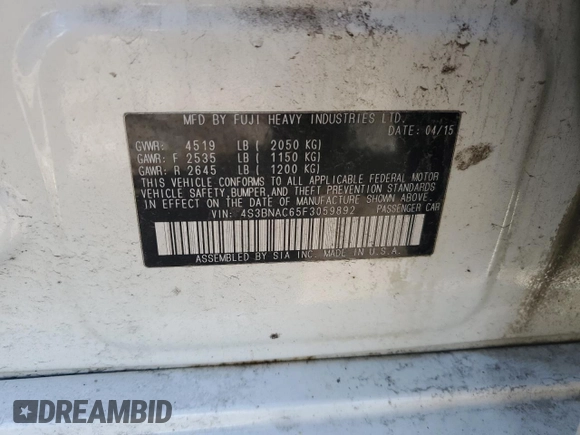 MFD BY FUJI HEAVY INDUSTRIES LTD.
DATE: 04/15
GVWR: 4519 LB ( 2050 KG)
GAWR: F 2535 LB ( 1150 KG)
GAWR: R 2645 LB ( 1200 KG)
THIS VEHICLE CONFORMS TO ALL APPLICABLE FEDERAL MOTOR
VEHICLE SAFETY, BUMPER, AND THEFT PREVENTION STANDARDS
IN EFFECT ON THE DATE OF MANUFACTURE SHOWN ABOVE.
VIN: 4S3BNAC65F3059892 PASSENGER CAR
ASSEMBLED BY SIA INC. MADE IN U.S.A.
DREAMBID